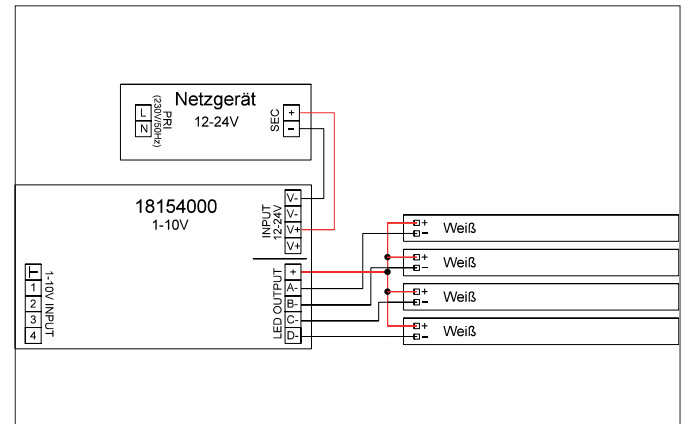 Netzgerät
12-24V
L
N
PRI
(230V/50Hz)
SEC
+
-
18154000
1-10V
INPUT
12-24V
V-
V-
V+
V+
1-10V INPUT
⊥
1
2
3
4
LED OUTPUT
+
A-
B-
C-
D-
+
-
Weiß
+
-
Weiß
+
-
Weiß
+
-
Weiß